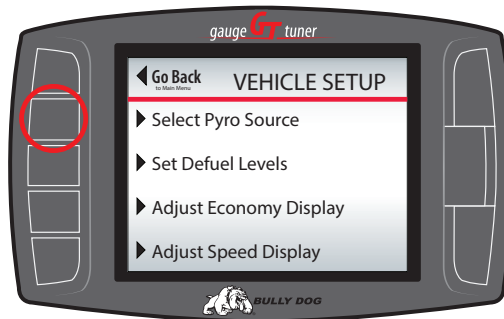 gauge GT tuner
Go Back
to Main Menu
VEHICLE SETUP
Select Pyro Source
Set Defuel Levels
Adjust Economy Display
Adjust Speed Display
BULLY DOG